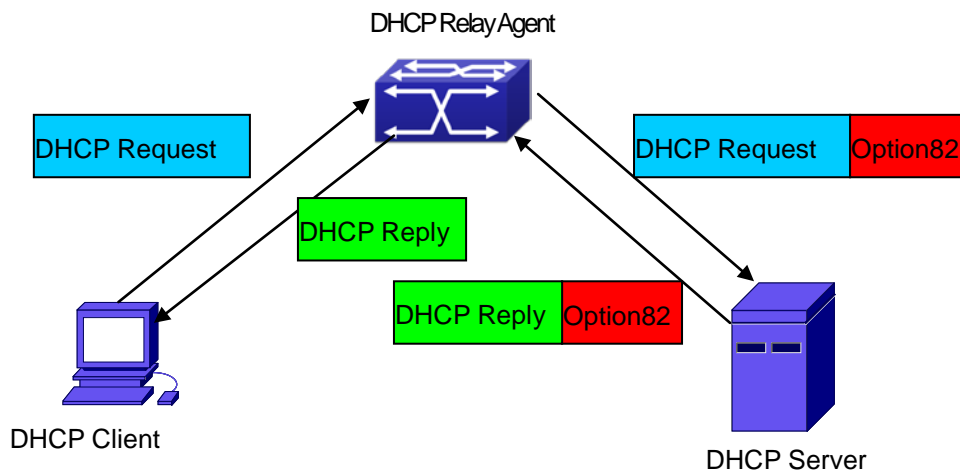 DHCP Relay Agent
DHCP Request
DHCP Request Option82
DHCP Reply
DHCP Reply Option82
DHCP Client
DHCP Server